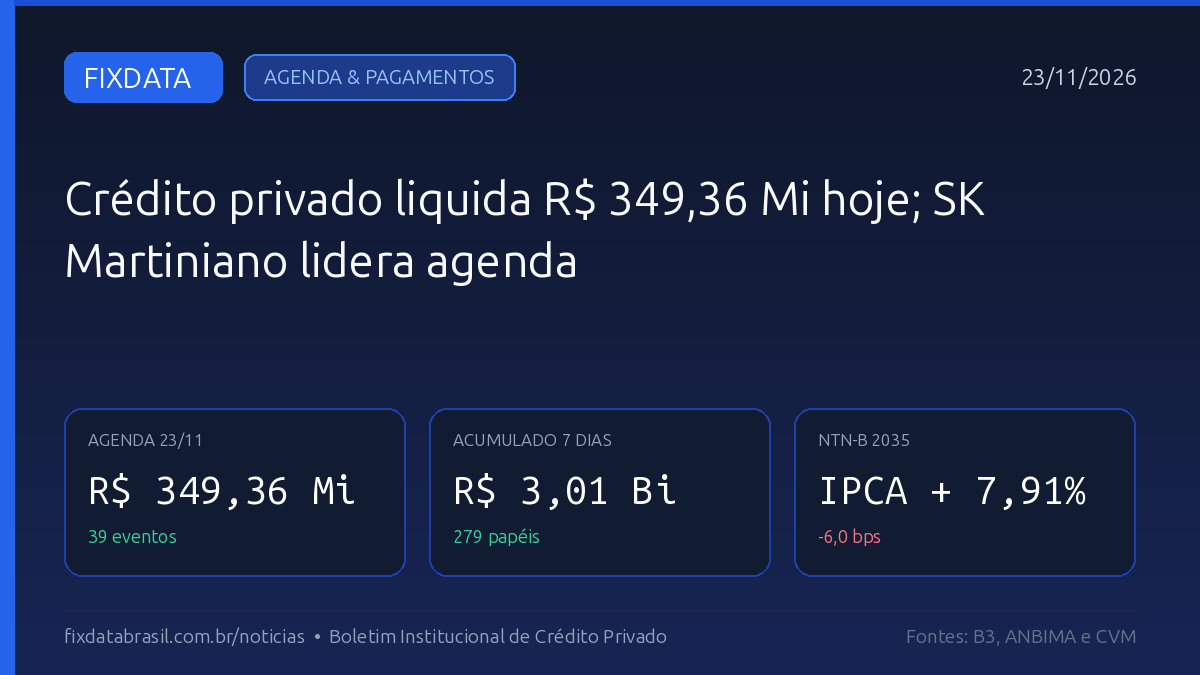 FIXDATA
AGENDA & PAGAMENTOS
23/11/2026
Crédito privado liquida R$ 349,36 Mi hoje; SK
Martiniano lidera agenda
AGENDA 23/11
R$ 349,36 Mi
39 eventos
ACUMULADO 7 DIAS
R$ 3,01 Bi
279 papéis
NTN-B 2035
IPCA + 7,91%
-6,0 bps
fixdatabrasil.com.br/noticias • Boletim Institucional de Crédito Privado
Fontes: B3, ANBIMA e CVM